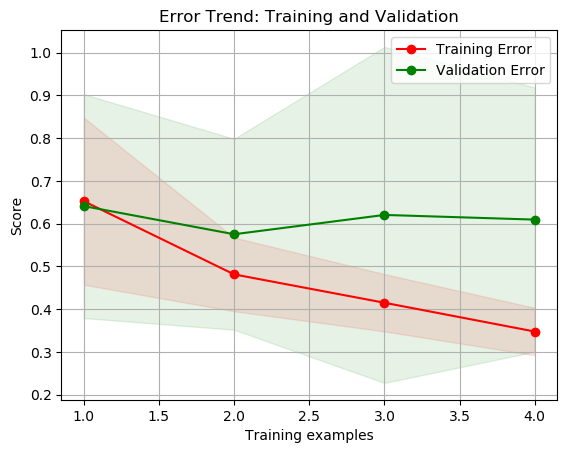 Error Trend: Training and Validation
Training Error
Validation Error
Score
1.0
0.9
0.8
0.7
0.6
0.5
0.4
0.3
0.2
1.0 1.5 2.0 2.5 3.0 3.5 4.0
Training examples